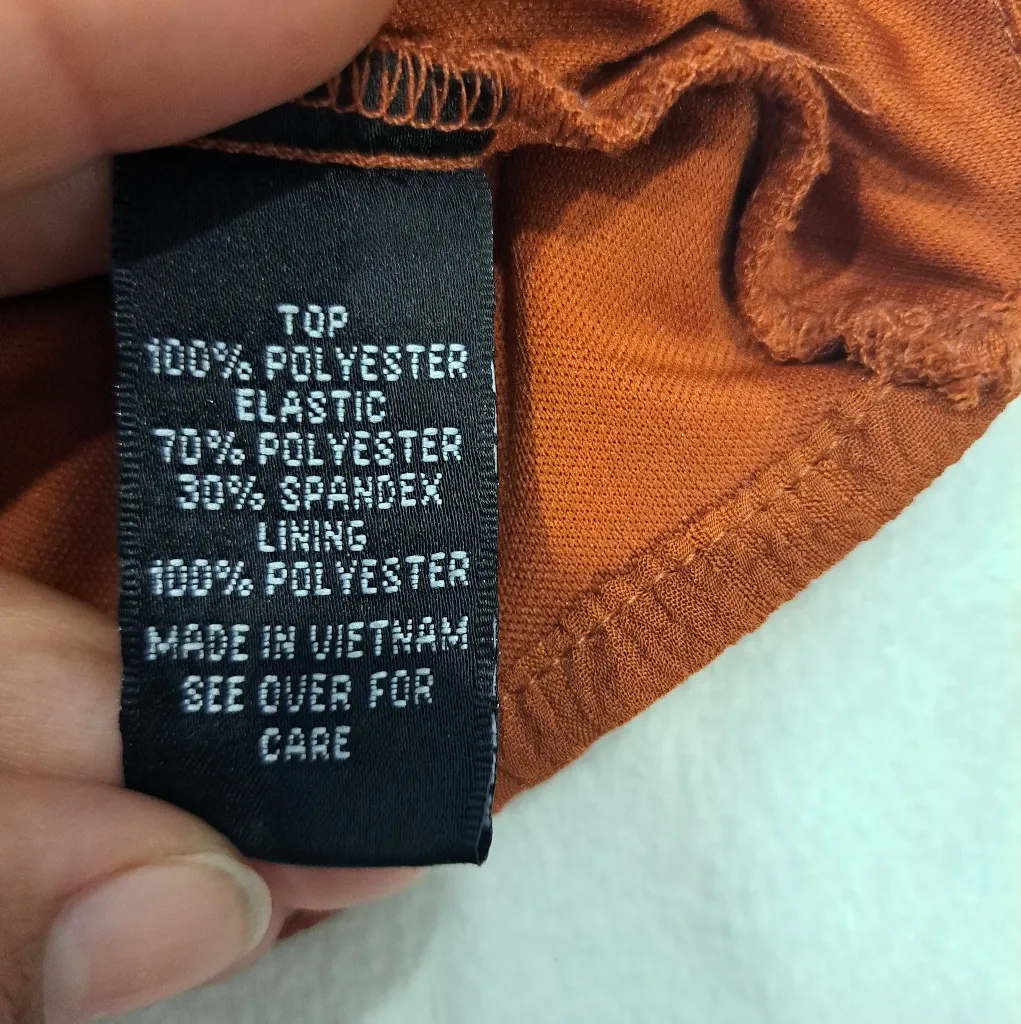 TOP
100% POLYESTER
ELASTIC
70% POLYESTER
30% SPANDEX
LINING
100% POLYESTER
MADE IN VIETNAM
SEE OVER FOR
CARE